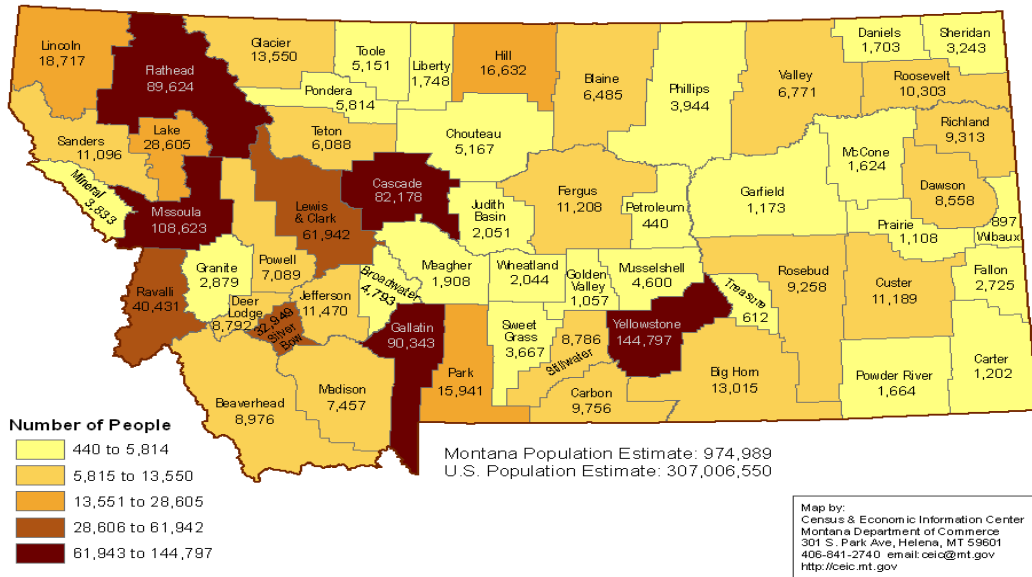 Lincoln
18,717
Flathead
89,624
Glacier
13,550
Toole
5,151
Liberty
1,748
Hill
16,632
Blaine
6,485
Phillips
3,944
Valley
6,771
Daniels
1,703
Sheridan
3,243
Roosevelt
10,303
Pondera
5,814
Sanders
11,096
Lake
28,605
Teton
6,088
Chouteau
5,167
Richland
9,313
McCone
1,624
Mineral
3,833
Missoula
108,623
Lewis
& Clark
61,942
Cascade
82,178
Judith
Basin
2,051
Fergus
11,208
Petroleum
440
Garfield
1,173
Dawson
8,558
Prairie
1,108
897
Wibaux
Ravalli
40,431
Granite
2,879
Powell
7,089
Deer
Lodge
8,792
32,949
Silver
Bow
Jefferson
11,470
Broadwater
4,793
Meagher
1,908
Wheatland
2,044
Golden
Valley
1,057
Musselshell
4,600
Treasure
612
Rosebud
9,258
Custer
11,189
Fallon
2,725
Gallatin
90,343
Park
15,941
Sweet
Grass
3,667
8,786
Stillwater
Yellowstone
144,797
Big Horn
13,015
Powder River
1,664
Carter
1,202
Carbon
9,756
Beaverhead
8,976
Madison
7,457
Number of People
440 to 5,814
5,815 to 13,550
13,551 to 28,605
28,606 to 61,942
61,943 to 144,797
Montana Population Estimate: 974,989
U.S. Population Estimate: 307,006,550
Map by:
Census & Economic Information Center
Montana Department of Commerce
301 S. Park Ave, Helena, MT 59601
406-841-2740 email: ceic@mt.gov
http://ceic.mt.gov